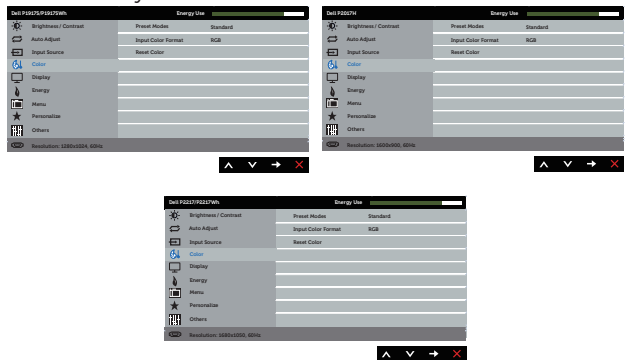 Dell P1917S/P1917SWh Energy Use
Brightness / Contrast Preset Modes Standard
Auto Adjust Input Color Format RGB
Input Source Reset Color
Color
Display
Energy
Menu
Personalize
Others
Resolution: 1280x1024, 60Hz
Dell P2017H Energy Use
Brightness / Contrast Preset Modes Standard
Auto Adjust Input Color Format RGB
Input Source Reset Color
Color
Display
Energy
Menu
Personalize
Others
Resolution: 1600x900, 60Hz
Dell P2217/P2217Wh Energy Use
Brightness / Contrast Preset Modes Standard
Auto Adjust Input Color Format RGB
Input Source Reset Color
Color
Display
Energy
Menu
Personalize
Others
Resolution: 1680x1050, 60Hz